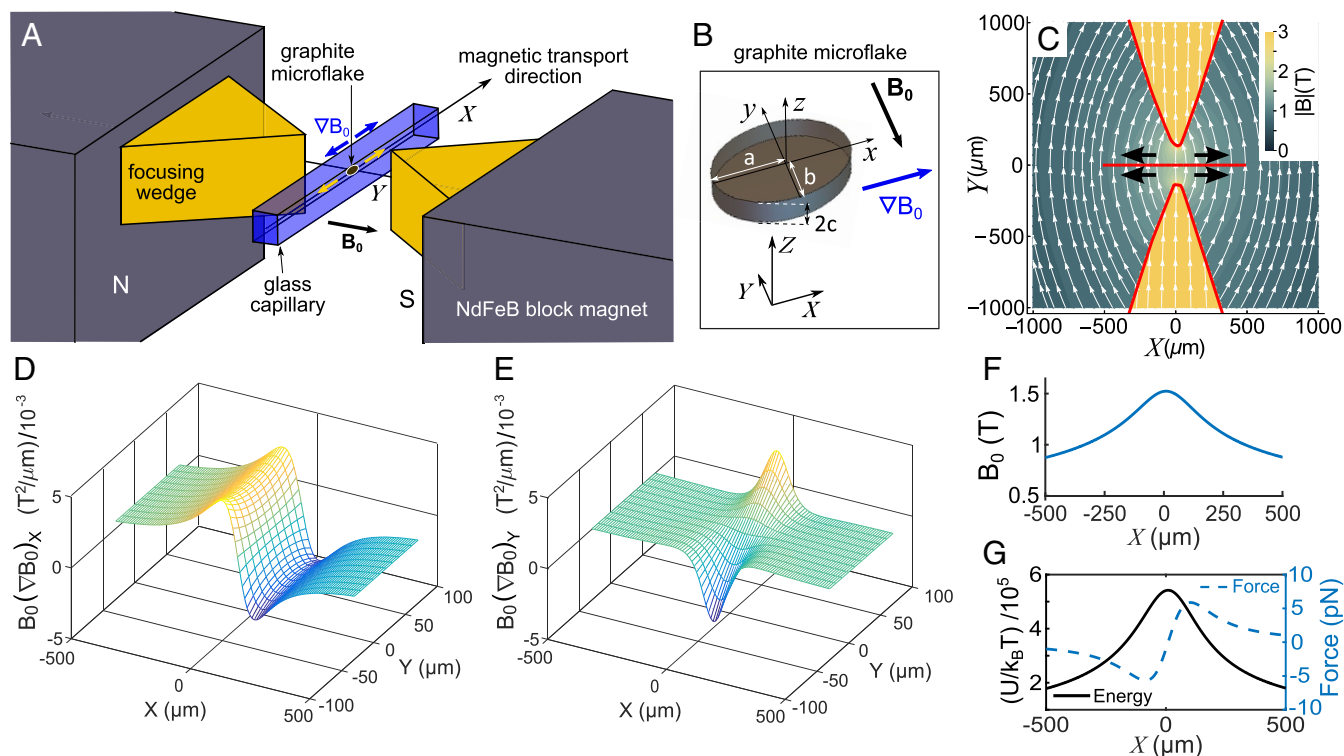 A
graphite
microflake
magnetic transport
direction
X
∇B₀
focusing
wedge
Y
B₀
glass
capillary
N
S
NdFeB block magnet
B
graphite microflake
B₀
z
y
x
a
b
∇B₀
2c
Z
Y
X
C
1000
500
0
-500
-1000
Y(μm)
-1000 -500 0 500 1000
X(μm)
|B|(T)
3
2
1
0
D
B₀(∇B₀)X (T²/μm)/10⁻³
5
0
-5
-500
0
500
X (μm)
100
50
0
-50
-100
Y (μm)
E
B₀(∇B₀)Y (T²/μm)/10⁻³
5
0
-5
-500
0
500
X (μm)
100
50
0
-50
-100
Y (μm)
F
B₀ (T)
1.5
1
0.5
-500 -250 0 250 500
X (μm)
G
(U/kBT) /10⁵
6
4
2
Force
Energy
10
5
0
-5
-10
Force (pN)
-500 0 500
X (μm)